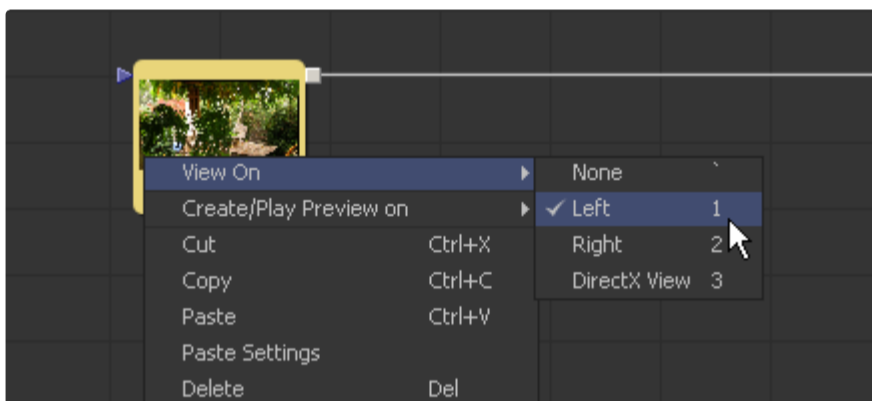 View On
None `
Create/Play Preview on
Left 1
Cut Ctrl+X
Right 2
Copy Ctrl+C
DirectX View 3
Paste Ctrl+V
Paste Settings
Delete Del